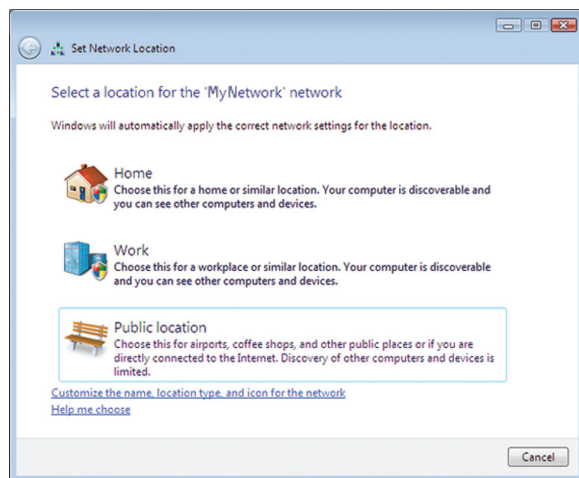 Set Network Location
Select a location for the 'MyNetwork' network
Windows will automatically apply the correct network settings for the location.
Home
Choose this for a home or similar location. Your computer is discoverable and
you can see other computers and devices.
Work
Choose this for a workplace or similar location. Your computer is discoverable
and you can see other computers and devices.
Public location
Choose this for airports, coffee shops, and other public places or if you are
directly connected to the Internet. Discovery of other computers and devices is
limited.
Customize the name, location type, and icon for the network
Help me choose
Cancel